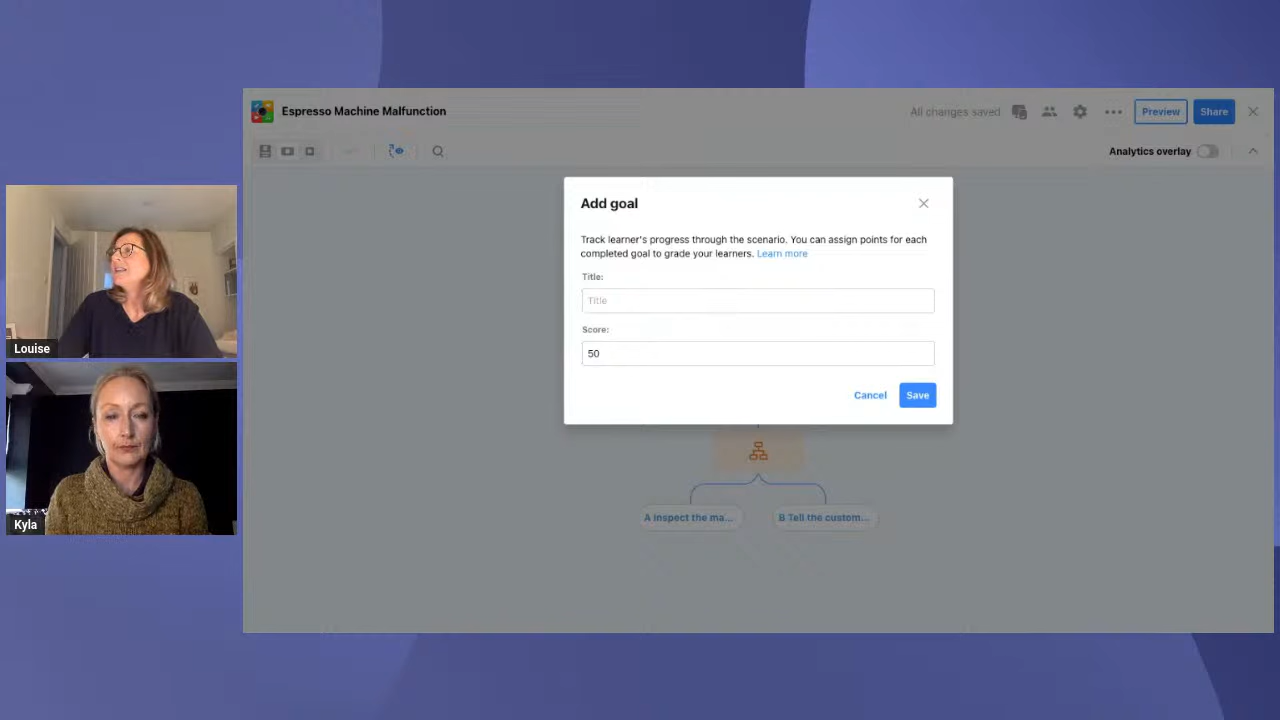 Espresso Machine Malfunction
All changes saved
Preview
Share
Analytics overlay
Add goal
Track learner's progress through the scenario. You can assign points for each
completed goal to grade your learners. Learn more
Title:
Title
Score:
50
Cancel
Save
A Inspect the ma...
B Tell the custom...
Louise
Kyla